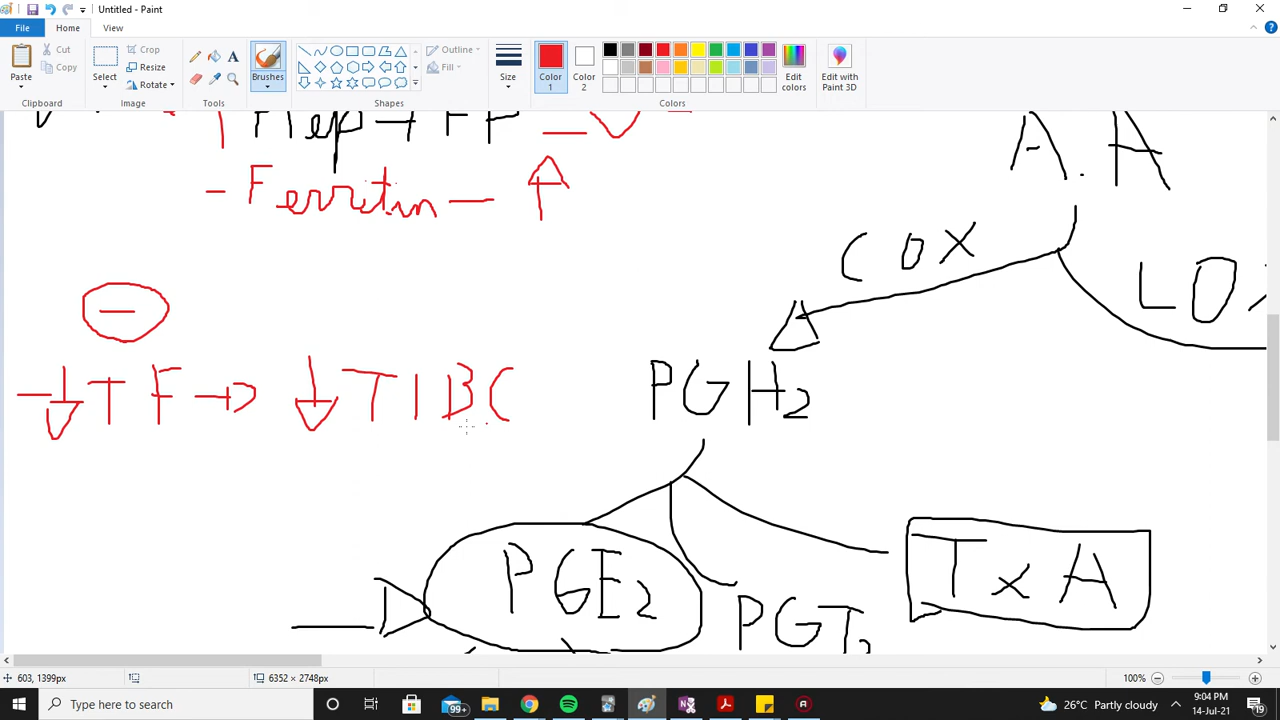 Untitled - Paint
File Home View
Paste
Cut
Copy
Clipboard
Select
Crop
Resize
Rotate
Image
A
Tools
Brushes
Shapes
Outline
Fill
Size
Color 1
Color 2
Edit colors
Colors
Edit with Paint 3D
- Ferritin -
A.A
COX
TF
TIBC
PGH2
PGE2
TxA
603, 1399px
6352 × 2748px
100%
Type here to search
99+
26°C Partly cloudy
9:04 PM
14-Jul-21
19